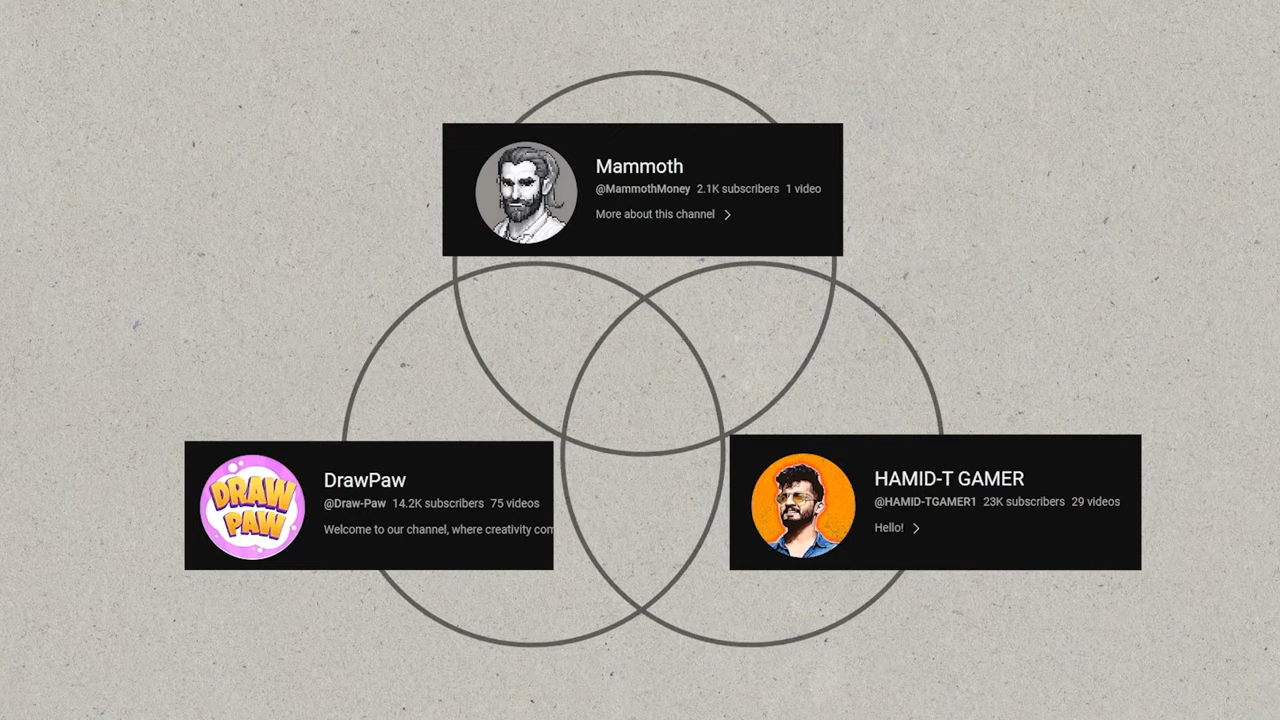 Mammoth
@MammothMoney 2.1K subscribers 1 video
More about this channel
DRAW
PAW
DrawPaw
@Draw-Paw 14.2K subscribers 75 videos
Welcome to our channel, where creativity com
HAMID-T GAMER
@HAMID-TGAMER1 23K subscribers 29 videos
Hello!